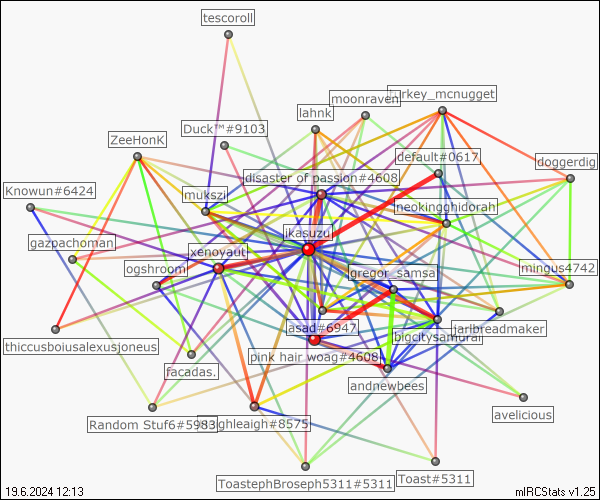 tescoroll
moonraven
turkey_mcnugget
lahnk
Duck™#9103
ZeeHonK
default#0617
doggerdig
disaster of passion#4608
Knowun#6424
mukszi
neokingghidorah
ikasuzu
gazpachoman
xenoyaut
ogshroom
gregor_samsa
mingus4742
asad#6947
jarlbreadmaker
bigcitysamurai
thiccusboiusalexusjoneus
pink hair woag#4608
facadas.
andnewbees
avelicious
Random Stuf6#5983
ighleaigh#8575
ToastephBroseph5311#5311
Toast#5311
19.6.2024 12:13
mIRCStats v1.25